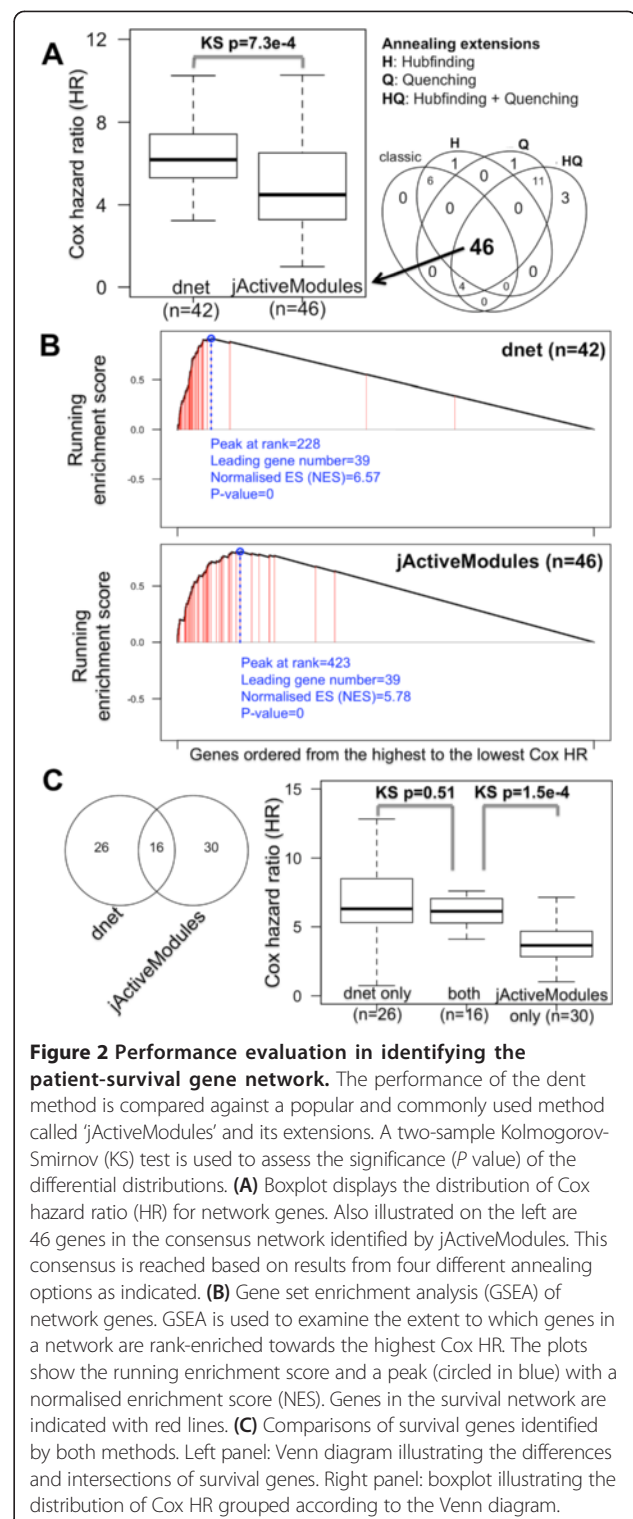 A
12
8
4
0
Cox hazard ratio (HR)
KS p=7.3e-4
dnet
(n=42)
jActiveModules
(n=46)
Annealing extensions
H: Hubfinding
Q: Quenching
HQ: Hubfinding + Quenching
classic
H
Q
HQ
0
6
1
0
1
11
3
0
0
46
0
4
0
0
0
B
Running
enrichment score
0.5
0.0
-0.5
dnet (n=42)
Peak at rank=228
Leading gene number=39
Normalised ES (NES)=6.57
P-value=0
Running
enrichment score
0.5
0.0
-0.5
jActiveModules (n=46)
Peak at rank=423
Leading gene number=39
Normalised ES (NES)=5.78
P-value=0
Genes ordered from the highest to the lowest Cox HR
C
26
16
30
dnet
jActiveModules
Cox hazard ratio (HR)
15
10
5
0
KS p=0.51
KS p=1.5e-4
dnet only
(n=26)
both
(n=16)
jActiveModules
only (n=30)
Figure 2 Performance evaluation in identifying the
patient-survival gene network. The performance of the dent
method is compared against a popular and commonly used method
called ‘jActiveModules’ and its extensions. A two-sample Kolmogorov-
Smirnov (KS) test is used to assess the significance (P value) of the
differential distributions. (A) Boxplot displays the distribution of Cox
hazard ratio (HR) for network genes. Also illustrated on the left are
46 genes in the consensus network identified by jActiveModules. This
consensus is reached based on results from four different annealing
options as indicated. (B) Gene set enrichment analysis (GSEA) of
network genes. GSEA is used to examine the extent to which genes in
a network are rank-enriched towards the highest Cox HR. The plots
show the running enrichment score and a peak (circled in blue) with a
normalised enrichment score (NES). Genes in the survival network are
indicated with red lines. (C) Comparisons of survival genes identified
by both methods. Left panel: Venn diagram illustrating the differences
and intersections of survival genes. Right panel: boxplot illustrating the
distribution of Cox HR grouped according to the Venn diagram.